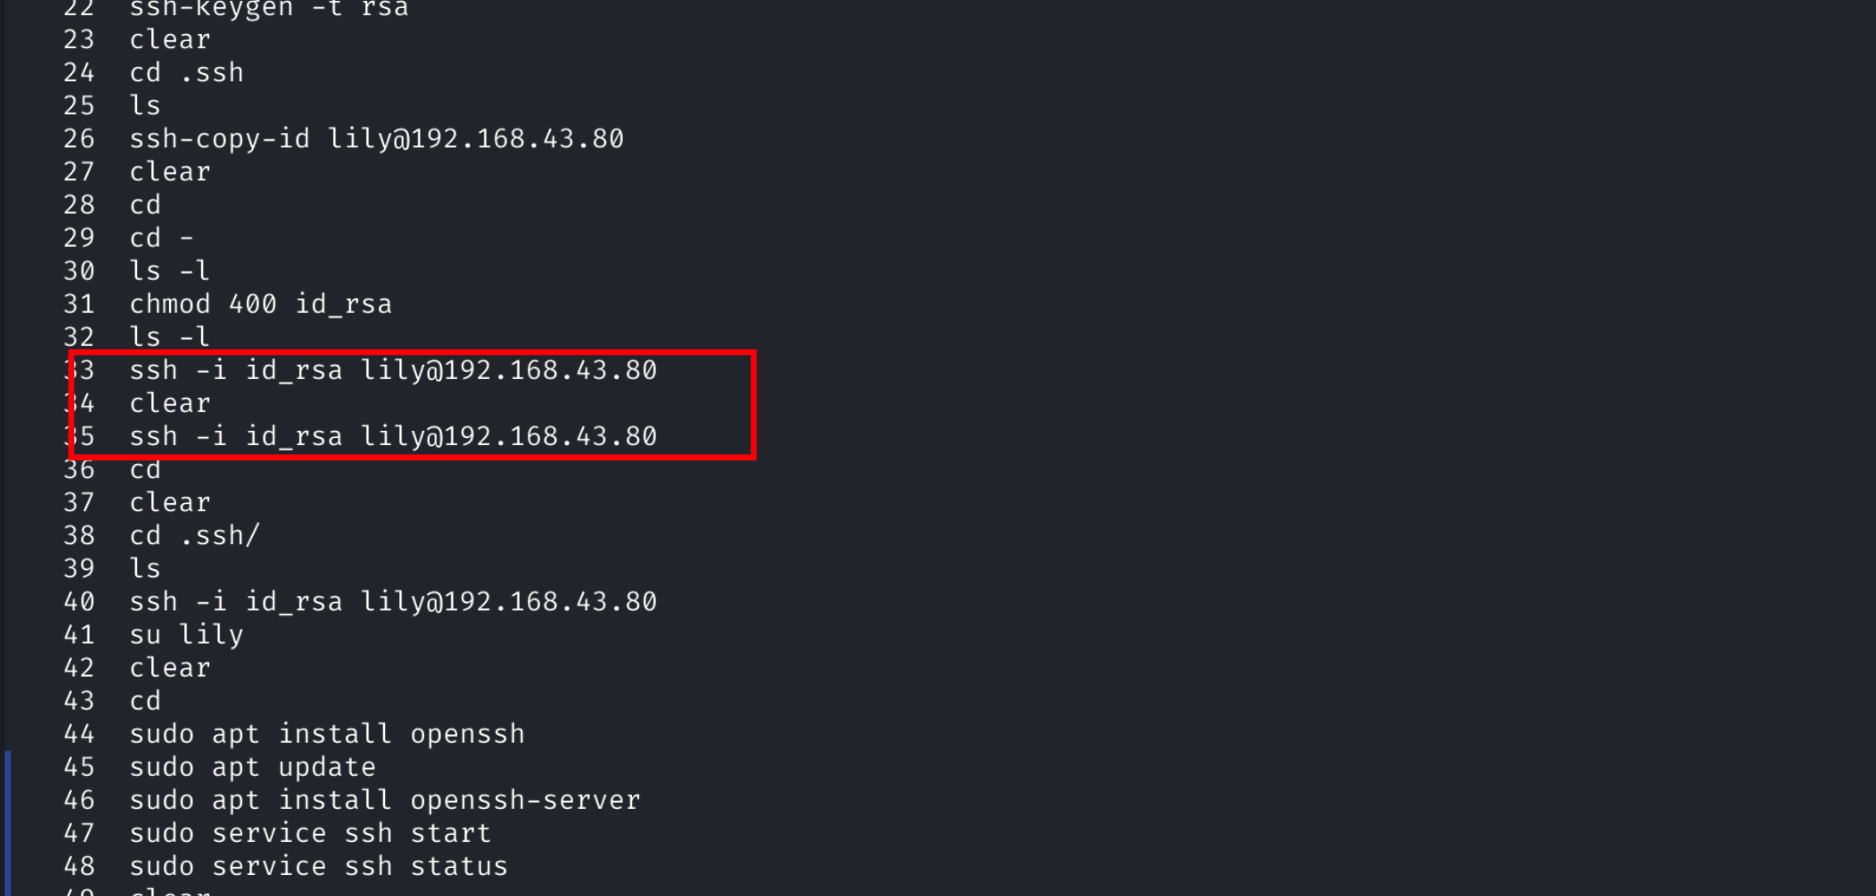 22 ssh-keygen -t rsa
23 clear
24 cd .ssh
25 ls
26 ssh-copy-id lily@192.168.43.80
27 clear
28 cd
29 cd -
30 ls -l
31 chmod 400 id_rsa
32 ls -l
33 ssh -i id_rsa lily@192.168.43.80
34 clear
35 ssh -i id_rsa lily@192.168.43.80
36 cd
37 clear
38 cd .ssh/
39 ls
40 ssh -i id_rsa lily@192.168.43.80
41 su lily
42 clear
43 cd
44 sudo apt install openssh
45 sudo apt update
46 sudo apt install openssh-server
47 sudo service ssh start
48 sudo service ssh status
49 clear